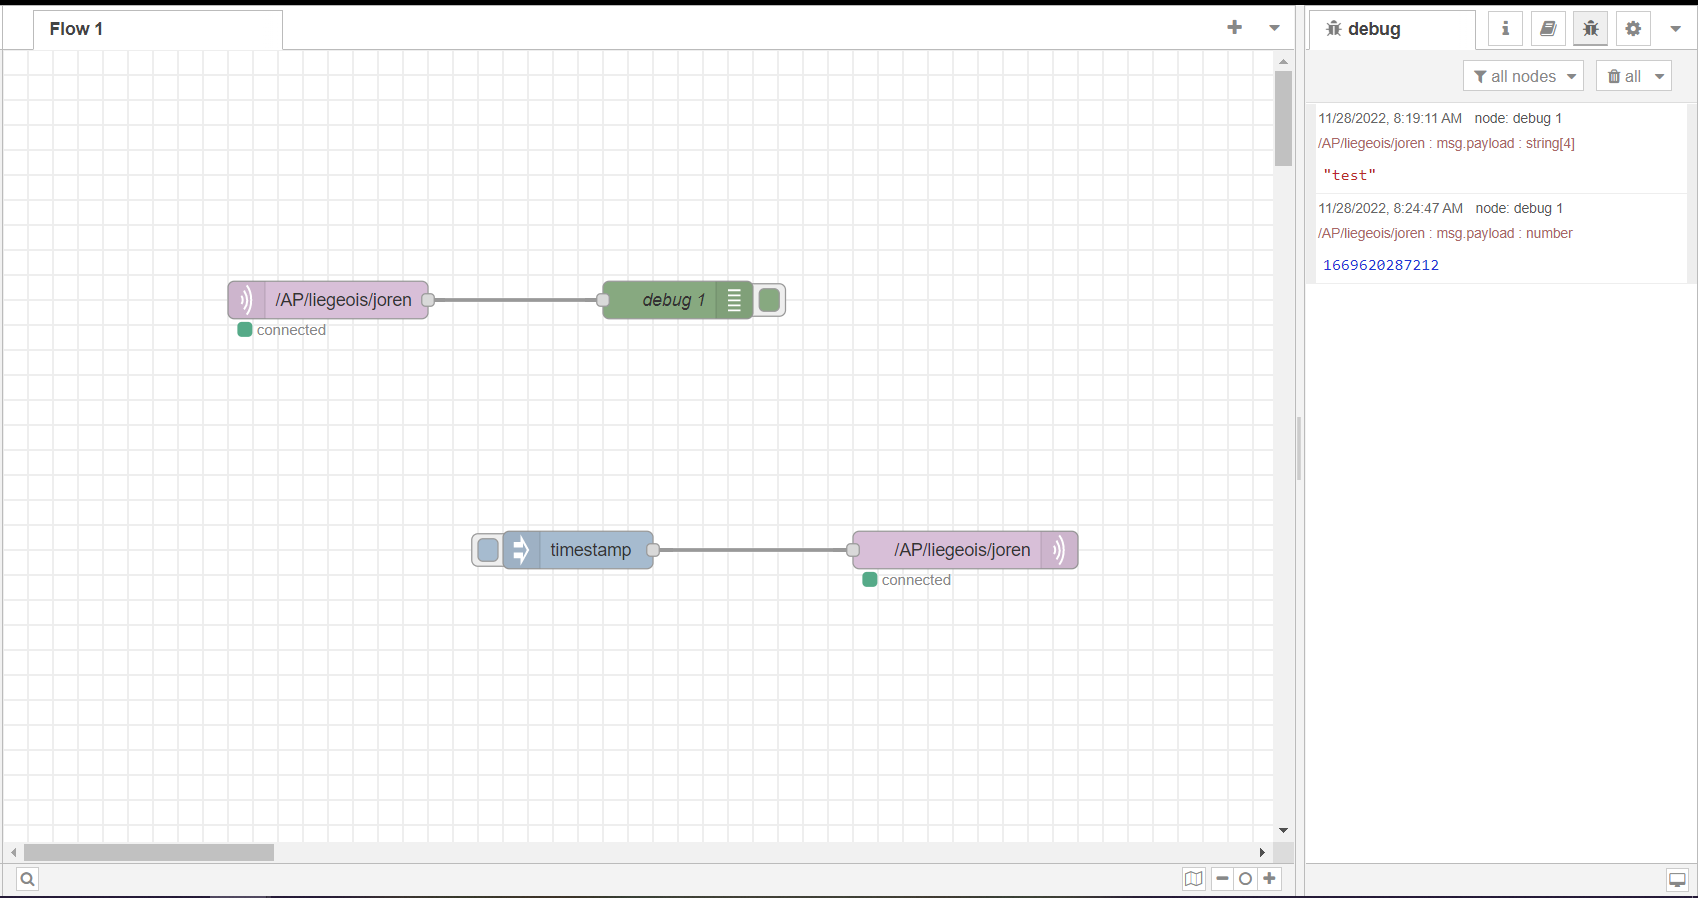 Flow 1
debug
all nodes
all
11/28/2022, 8:19:11 AM node: debug 1
/AP/liegeois/joren : msg.payload : string[4]
"test"
11/28/2022, 8:24:47 AM node: debug 1
/AP/liegeois/joren : msg.payload : number
1669620287212
/AP/liegeois/joren
debug 1
connected
timestamp
/AP/liegeois/joren
connected